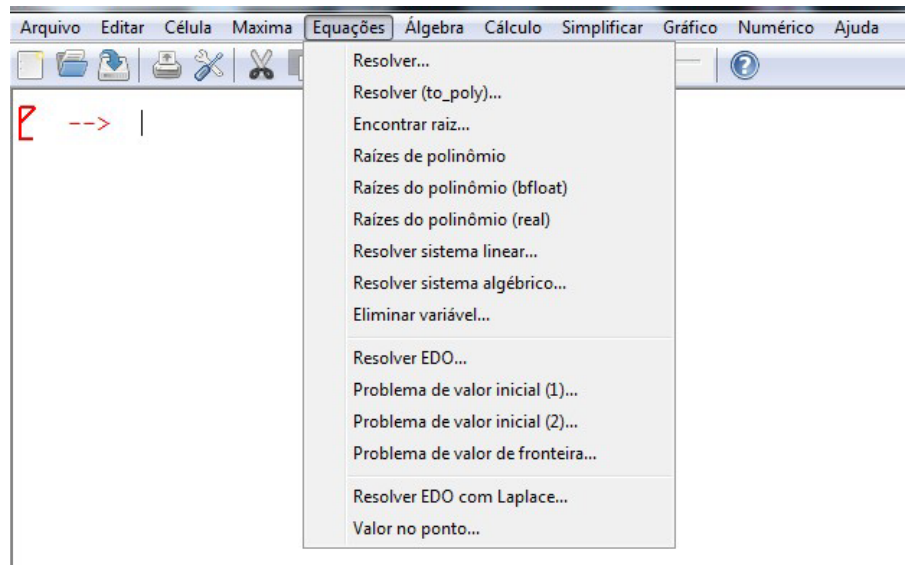 Arquivo Editar Célula Maxima Equações Álgebra Cálculo Simplificar Gráfico Numérico Ajuda
-->
Resolver...
Resolver (to_poly)...
Encontrar raiz...
Raízes de polinômio
Raízes do polinômio (bfloat)
Raízes do polinômio (real)
Resolver sistema linear...
Resolver sistema algébrico...
Eliminar variável...
Resolver EDO...
Problema de valor inicial (1)...
Problema de valor inicial (2)...
Problema de valor de fronteira...
Resolver EDO com Laplace...
Valor no ponto...